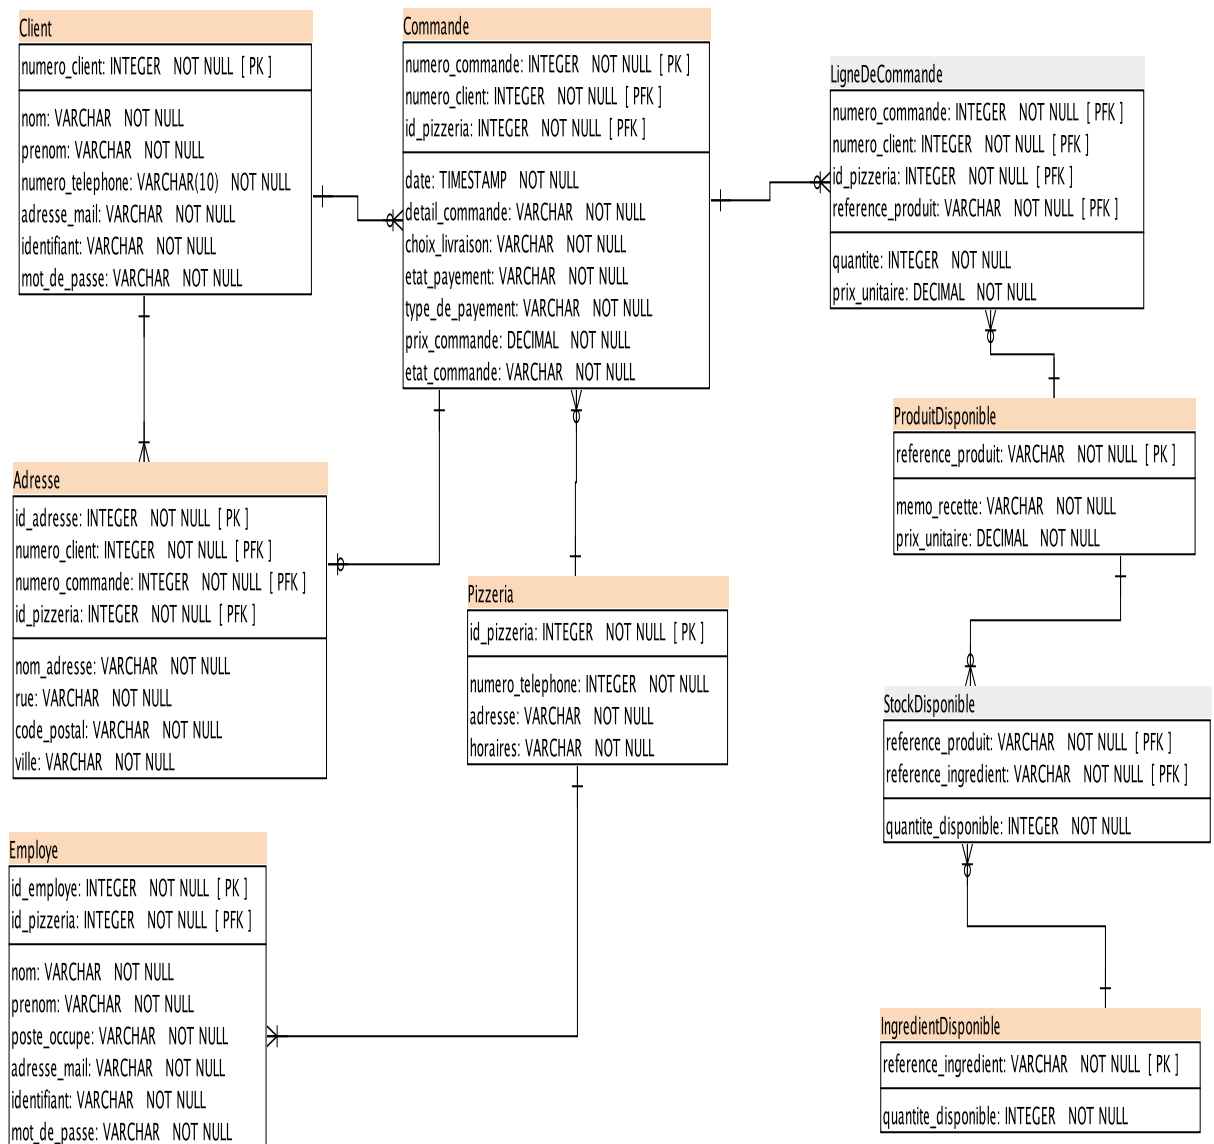 Client
numero_client: INTEGER NOT NULL [ PK ]
nom: VARCHAR NOT NULL
prenom: VARCHAR NOT NULL
numero_telephone: VARCHAR(10) NOT NULL
adresse_mail: VARCHAR NOT NULL
identifiant: VARCHAR NOT NULL
mot_de_passe: VARCHAR NOT NULL
Commande
numero_commande: INTEGER NOT NULL [ PK ]
numero_client: INTEGER NOT NULL [ PFK ]
id_pizzeria: INTEGER NOT NULL [ PFK ]
date: TIMESTAMP NOT NULL
detail_commande: VARCHAR NOT NULL
choix_livraison: VARCHAR NOT NULL
etat_payement: VARCHAR NOT NULL
type_de_payement: VARCHAR NOT NULL
prix_commande: DECIMAL NOT NULL
etat_commande: VARCHAR NOT NULL
LigneDeCommande
numero_commande: INTEGER NOT NULL [ PFK ]
numero_client: INTEGER NOT NULL [ PFK ]
id_pizzeria: INTEGER NOT NULL [ PFK ]
reference_produit: VARCHAR NOT NULL [ PFK ]
quantite: INTEGER NOT NULL
prix_unitaire: DECIMAL NOT NULL
ProduitDisponible
reference_produit: VARCHAR NOT NULL [ PK ]
memo_recette: VARCHAR NOT NULL
prix_unitaire: DECIMAL NOT NULL
Adresse
id_adresse: INTEGER NOT NULL [ PK ]
numero_client: INTEGER NOT NULL [ PFK ]
numero_commande: INTEGER NOT NULL [ PFK ]
id_pizzeria: INTEGER NOT NULL [ PFK ]
nom_adresse: VARCHAR NOT NULL
rue: VARCHAR NOT NULL
code_postal: VARCHAR NOT NULL
ville: VARCHAR NOT NULL
Pizzeria
id_pizzeria: INTEGER NOT NULL [ PK ]
numero_telephone: INTEGER NOT NULL
adresse: VARCHAR NOT NULL
horaires: VARCHAR NOT NULL
StockDisponible
reference_produit: VARCHAR NOT NULL [ PFK ]
reference_ingredient: VARCHAR NOT NULL [ PFK ]
quantite_disponible: INTEGER NOT NULL
Employe
id_employe: INTEGER NOT NULL [ PK ]
id_pizzeria: INTEGER NOT NULL [ PFK ]
nom: VARCHAR NOT NULL
prenom: VARCHAR NOT NULL
poste_occupe: VARCHAR NOT NULL
adresse_mail: VARCHAR NOT NULL
identifiant: VARCHAR NOT NULL
mot_de_passe: VARCHAR NOT NULL
IngredientDisponible
reference_ingredient: VARCHAR NOT NULL [ PK ]
quantite_disponible: INTEGER NOT NULL